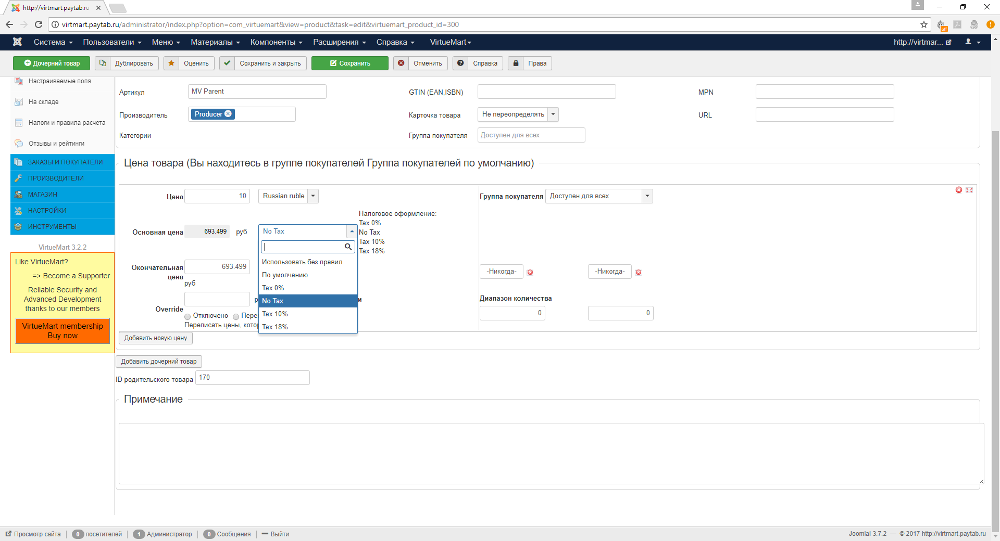 http://virtmart.paytab.ru
virtmart.paytab.ru/administrator/index.php?option=com_virtuemart&view=product&task=edit&virtuemart_product_id=300
off
Система Пользователи Меню Материалы Компоненты Расширения Справка VirtueMart http://virtmar...
Дочерний товар Дублировать Оценить Сохранить и закрыть Сохранить Отменить Справка Права
Настраиваемые поля
На складе
Налоги и правила расчета
Отзывы и рейтинги
ЗАКАЗЫ И ПОКУПАТЕЛИ
ПРОИЗВОДИТЕЛИ
МАГАЗИН
НАСТРОЙКИ
ИНСТРУМЕНТЫ
VirtueMart 3.2.2
Like VirtueMart?
=> Become a Supporter
Reliable Security and
Advanced Development
thanks to our members
VirtueMart membership
Buy now
Артикул MV Parent GTIN (EAN,ISBN) MPN
Производитель Producer Карточка товара Не переопределять URL
Категории Группа покупателя Доступен для всех
Цена товара (Вы находитесь в группе покупателей Группа покупателей по умолчанию)
Цена 10 Russian ruble Группа покупателя Доступен для всех
Основная цена 693.499 руб No Tax
Налоговое оформление:
Tax 0%
No Tax
Tax 10%
Tax 18%
Использовать без правил
По умолчанию
Tax 0%
No Tax
Tax 10%
Tax 18%
Окончательная
цена
693.499
руб
-Никогда- -Никогда-
Override
р и
Отключено Пере
Переписать цены, кото
Диапазон количества
0 0
Добавить новую цену
Добавить дочерний товар
ID родительского товара 170
Примечание
Просмотр сайта 0 посетителей 1 Администратор 0 Сообщения Выйти Joomla! 3.7.2 — © 2017 http://virtmart.paytab.ru